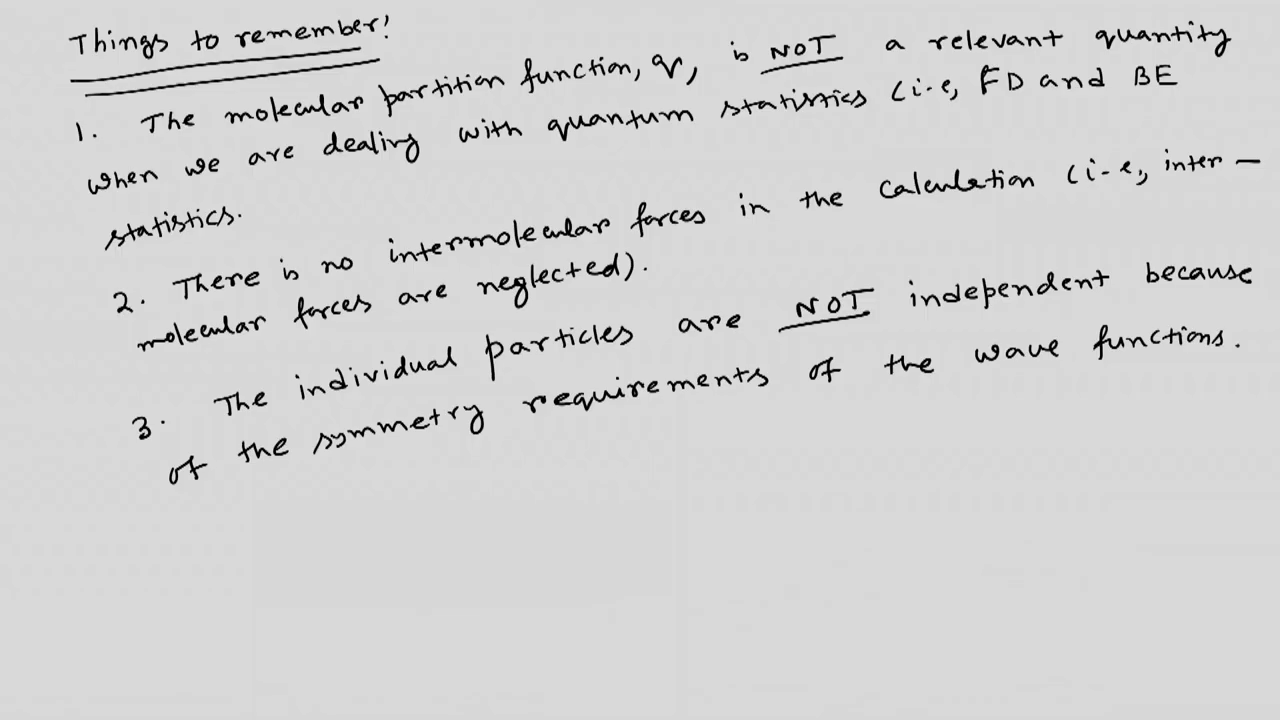 Things to remember!
1. The molecular partition function, q, is NOT a relevant quantity
when we are dealing with quantum statistics (i.e, FD and BE
statistics.
2. There is no intermolecular forces in the calculation (i.e, inter-
molecular forces are neglected).
3. The individual particles are NOT independent because
of the symmetry requirements of the wave functions.